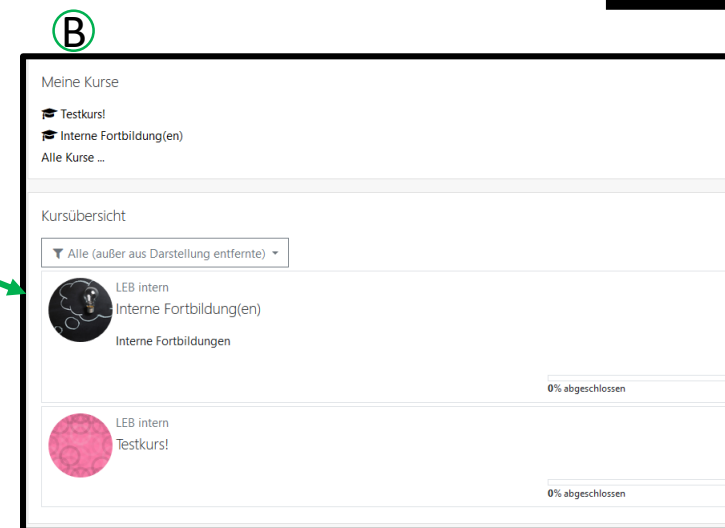 B
Meine Kurse
Testkurs!
Interne Fortbildung(en)
Alle Kurse ...
Kursübersicht
Alle (außer aus Darstellung entfernte)
LEB intern
Interne Fortbildung(en)
Interne Fortbildungen
0% abgeschlossen
LEB intern
Testkurs!
0% abgeschlossen